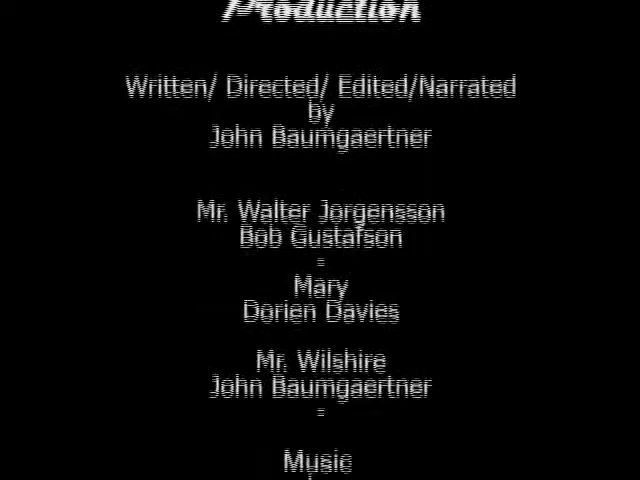 Production
Written/ Directed/ Edited/Narrated
by
John Baumgaertner
Mr. Walter Jorgensson
Bob Gustafson
=
Mary
Dorien Davies
Mr. Wilshire
John Baumgaertner
=
Music